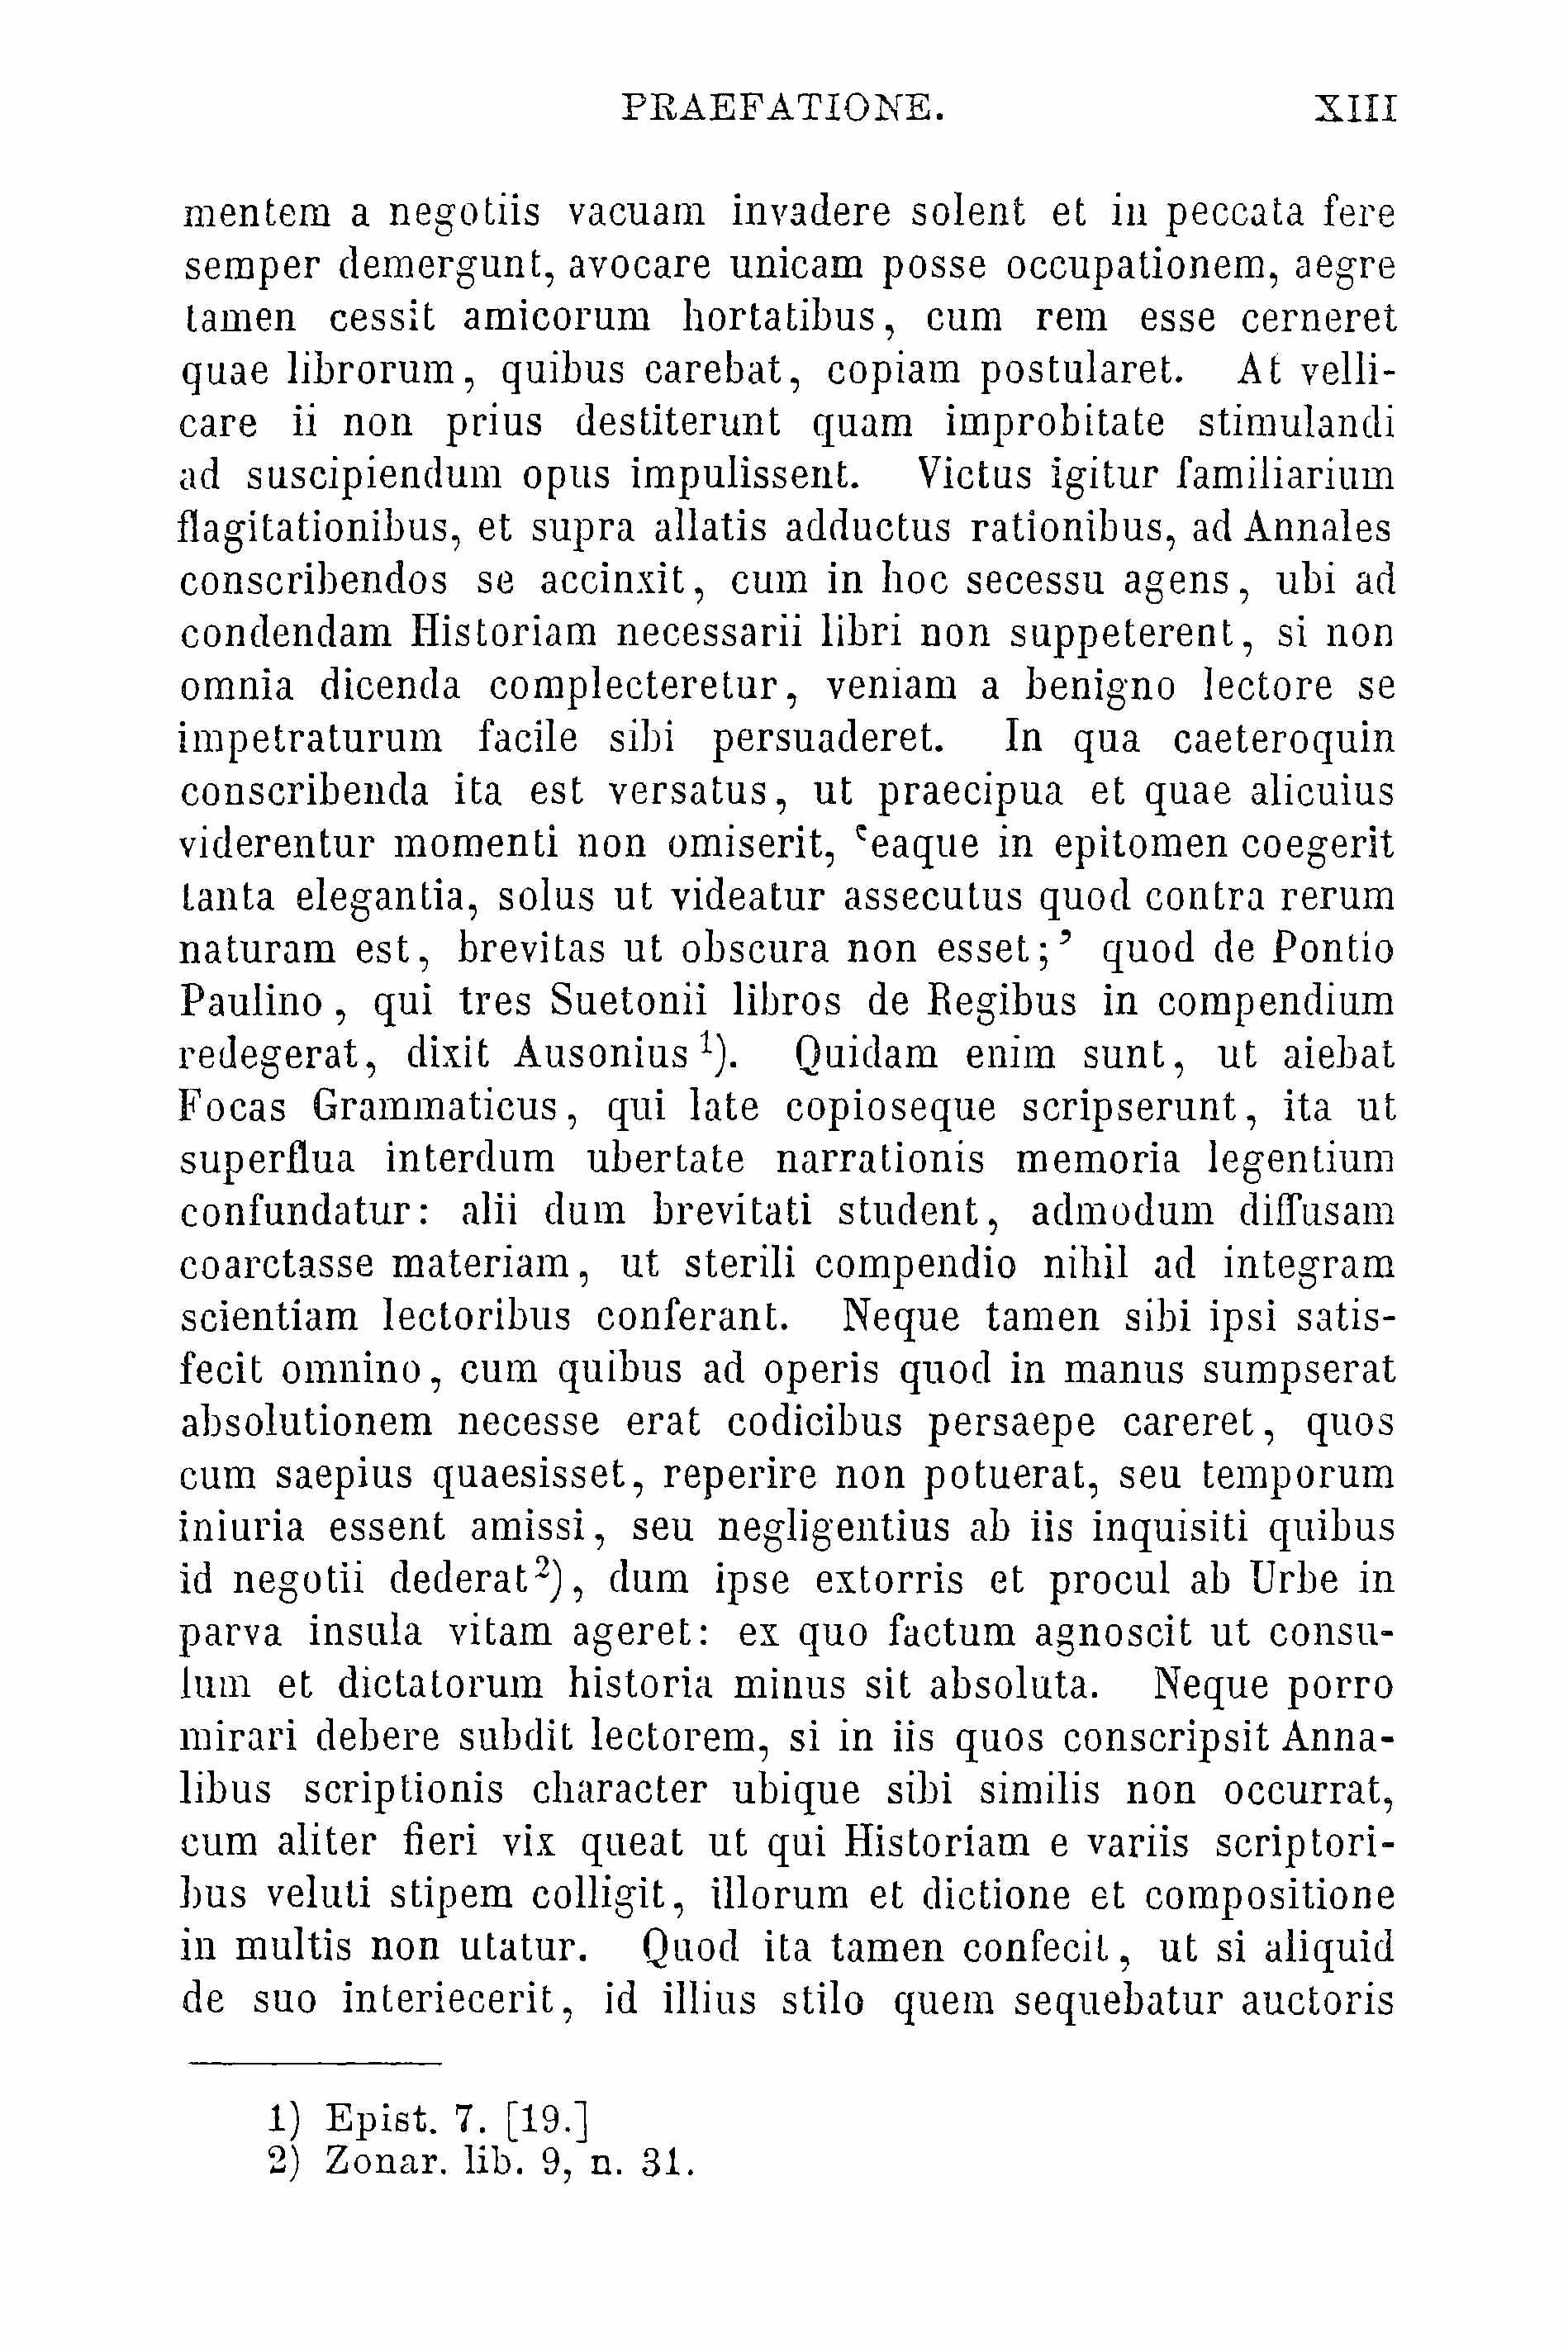 PRAEFATIONE. XIII
mentem a negotiis vacuam invadere solent et in peccata fere
semper demergunt, avocare unicam posse occupationem, aegre
tamen cessit amicorum hortatibus, cum rem esse cerneret
quae librorum, quibus carebat, copiam postularet. At velli-
care ii non prius destiterunt quam improbitate stimulandi
ad suscipiendum opus impulissent. Victus igitur familiarium
flagitationibus, et supra allatis adductus rationibus, ad Annales
conscribendos se accinxit, cum in hoc secessu agens, ubi ad
condendam Historiam necessarii libri non suppeterent, si non
omnia dicenda complecteretur, veniam a benigno lectore se
impetraturum facile sibi persuaderet. In qua caeteroquin
conscribenda ita est versatus, ut praecipua et quae alicuius
viderentur momenti non omiserit, ‘eaque in epitomen coegerit
tanta elegantia, solus ut videatur assecutus quod contra rerum
naturam est, brevitas ut obscura non esset;’ quod de Pontio
Paulino, qui tres Suetonii libros de Regibus in compendium
redegerat, dixit Ausonius ¹). Quidam enim sunt, ut aiebat
Focas Grammaticus, qui late copioseque scripserunt, ita ut
superflua interdum ubertate narrationis memoria legentium
confundatur: alii dum brevitati student, admodum diffusam
coarctasse materiam, ut sterili compendio nihil ad integram
scientiam lectoribus conferant. Neque tamen sibi ipsi satis-
fecit omnino, cum quibus ad operis quod in manus sumpserat
absolutionem necesse erat codicibus persaepe careret, quos
cum saepius quaesisset, reperire non potuerat, seu temporum
iniuria essent amissi, seu negligentius ab iis inquisiti quibus
id negotii dederat²), dum ipse extorris et procul ab Urbe in
parva insula vitam ageret: ex quo factum agnoscit ut consu-
lum et dictatorum historia minus sit absoluta. Neque porro
mirari debere subdit lectorem, si in iis quos conscripsit Anna-
libus scriptionis character ubique sibi similis non occurrat,
cum aliter fieri vix queat ut qui Historiam e variis scriptori-
bus veluti stipem colligit, illorum et dictione et compositione
in multis non utatur. Quod ita tamen confecit, ut si aliquid
de suo interiecerit, id illius stilo quem sequebatur auctoris
1) Epist. 7. [19.]
2) Zonar. lib. 9, n. 31.